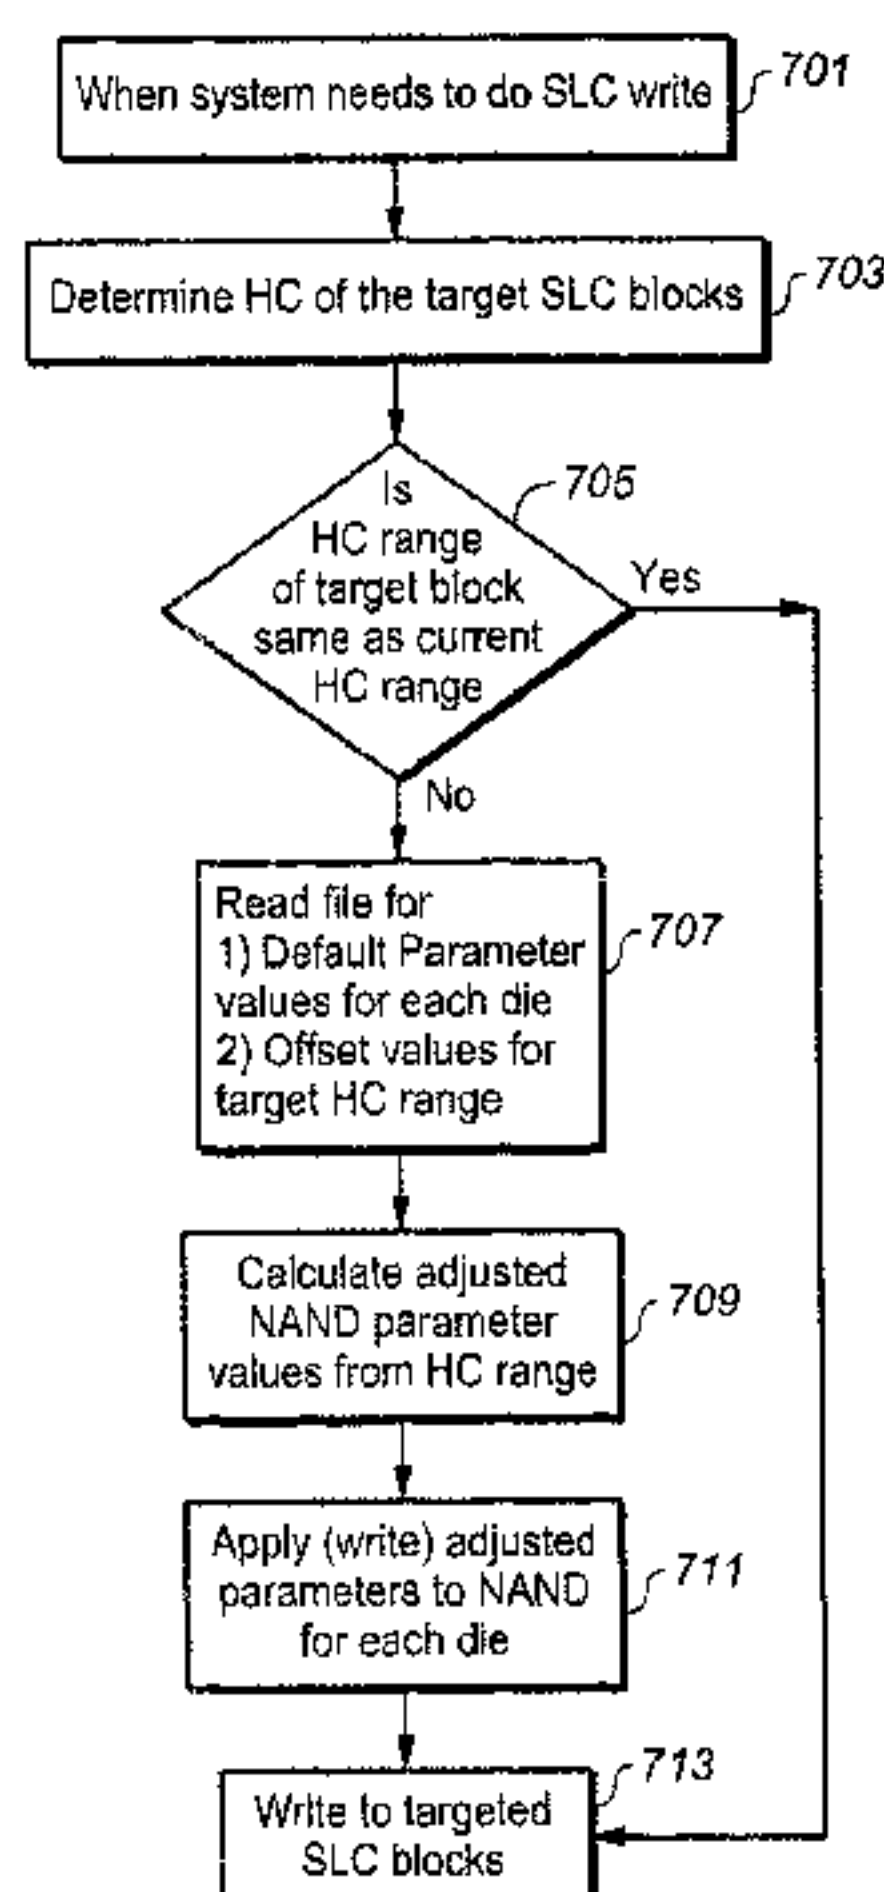 When system needs to do SLC write
701
Determine HC of the target SLC blocks
703
Is
HC range
of target block
same as current
HC range
705
Yes
No
Read file for
1) Default Parameter
values for each die
2) Offset values for
target HC range
707
Calculate adjusted
NAND parameter
values from HC range
709
Apply (write) adjusted
parameters to NAND
for each die
711
Write to targeted
SLC blocks
713